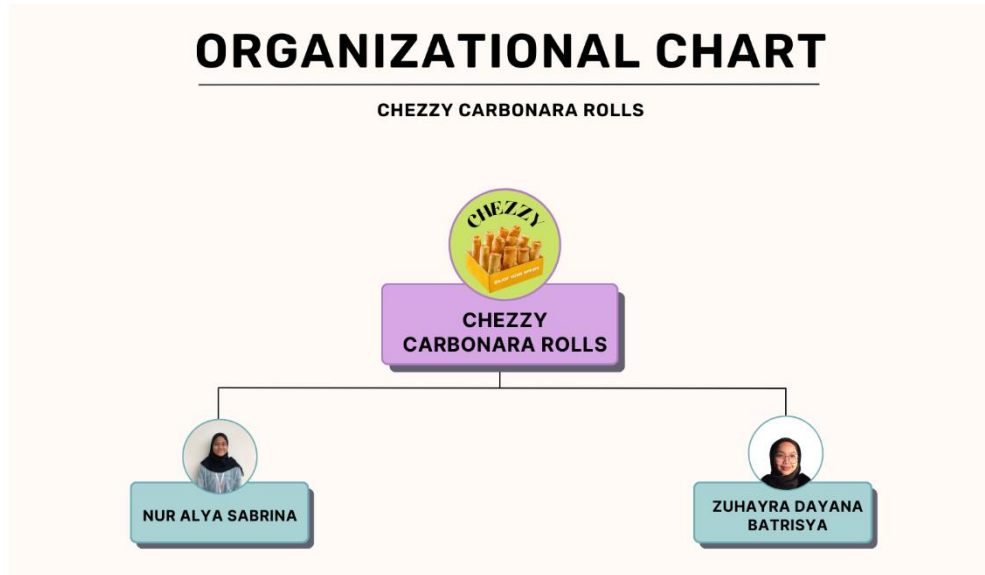 ORGANIZATIONAL CHART
CHEZZY CARBONARA ROLLS
CHEZZY
CHEZZY
CARBONARA ROLLS
NUR ALYA SABRINA
ZUHAYRA DAYANA
BATRISYA